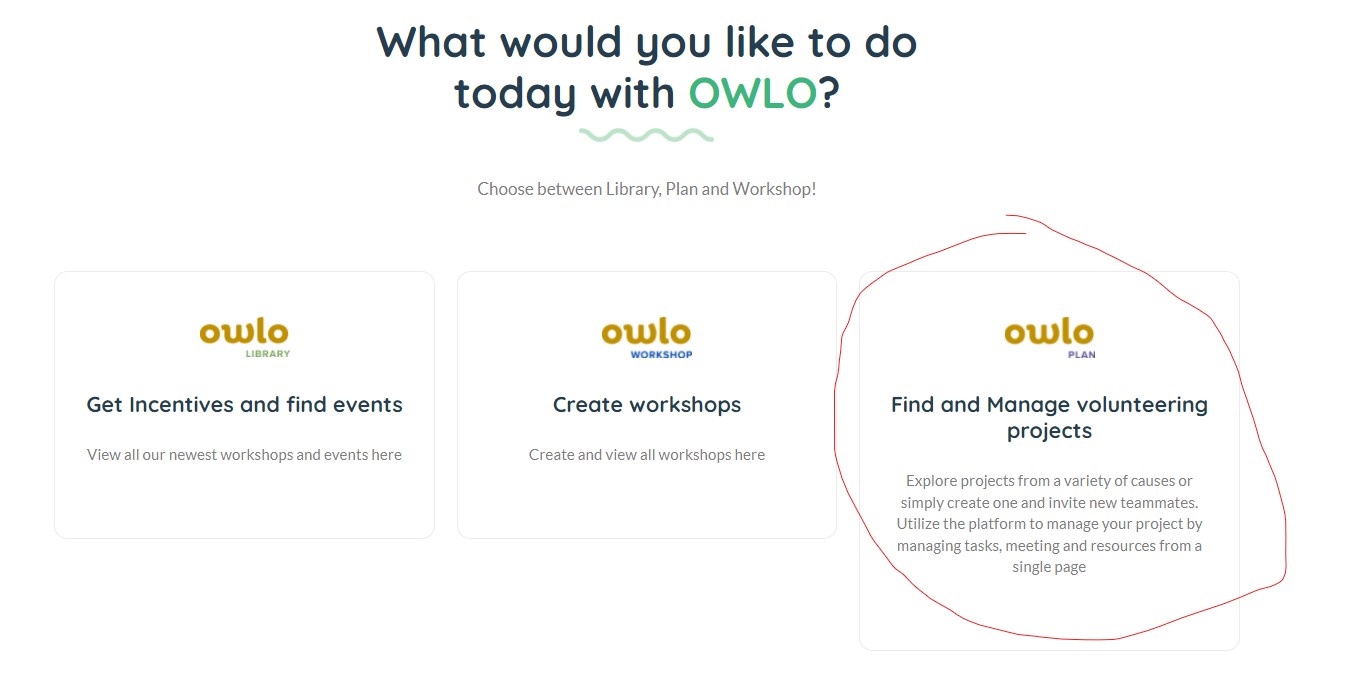 What would you like to do
today with OWLO?
Choose between Library, Plan and Workshop!
owlo
LIBRARY
Get Incentives and find events
View all our newest workshops and events here
owlo
WORKSHOP
Create workshops
Create and view all workshops here
owlo
PLAN
Find and Manage volunteering
projects
Explore projects from a variety of causes or
simply create one and invite new teammates.
Utilize the platform to manage your project by
managing tasks, meeting and resources from a
single page